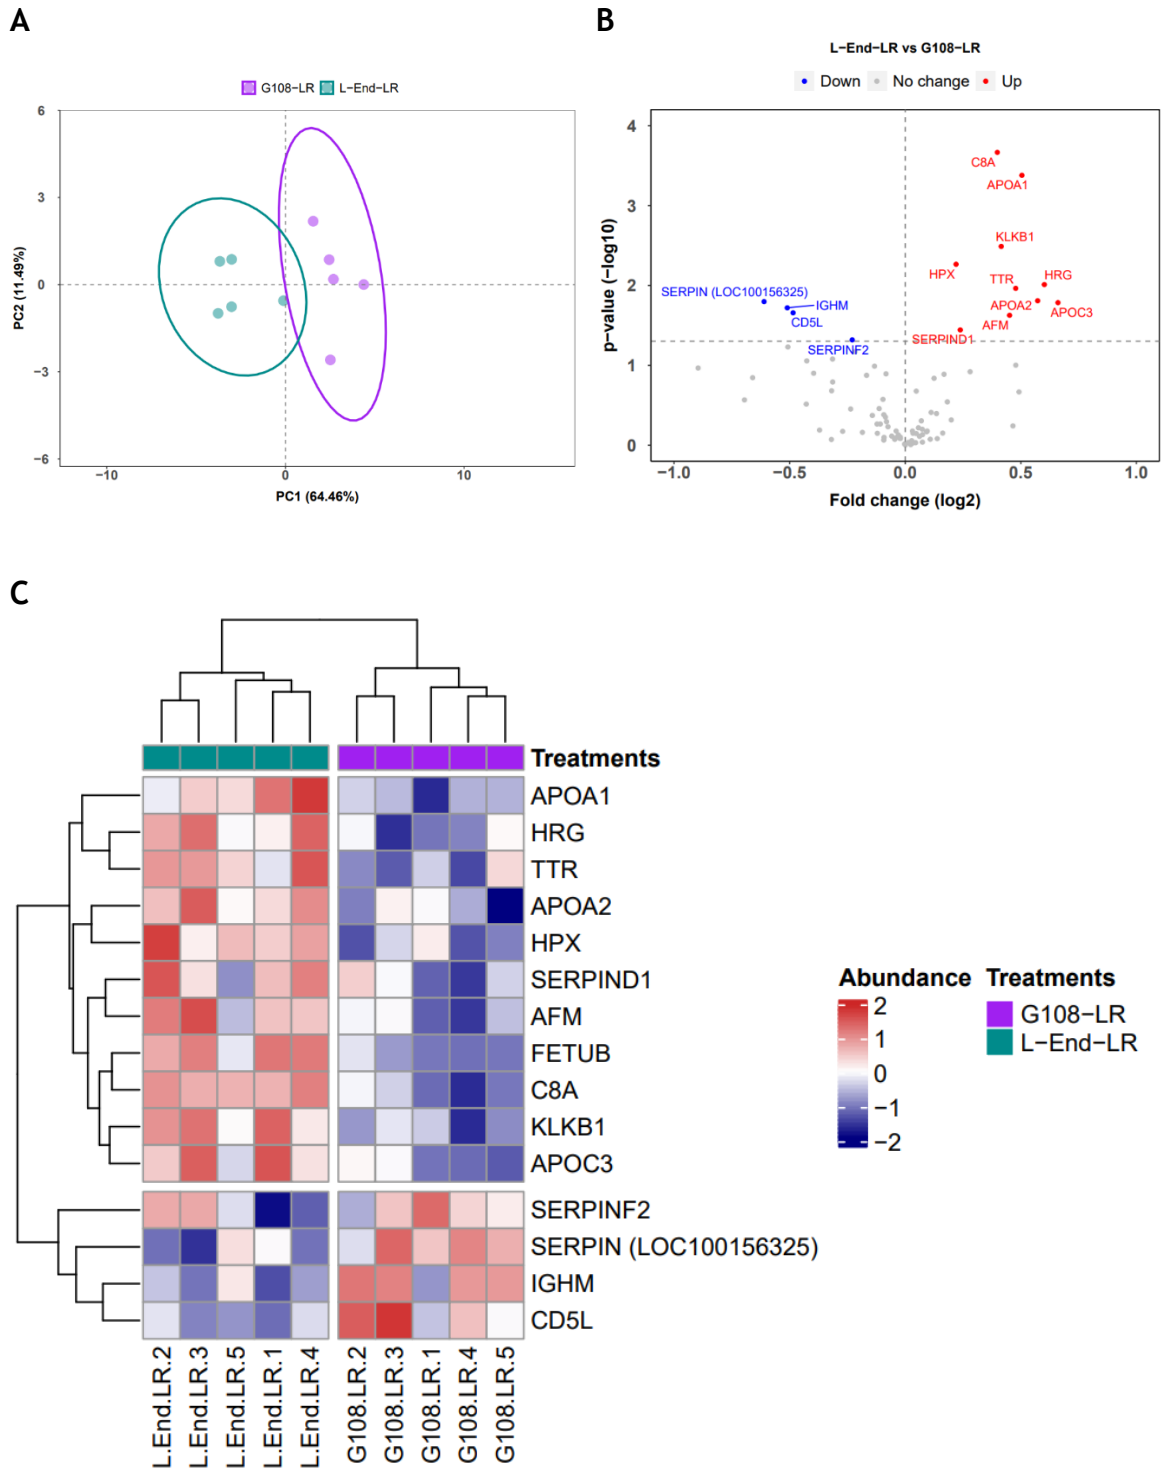 A
G108−LR L−End−LR
6
3
0
−3
−6
−10 0 10
PC2 (11.49%)
PC1 (64.46%)
B
L−End−LR vs G108−LR
Down No change Up
4
3
2
1
0
−1.0 −0.5 0.0 0.5 1.0
p−value (−log10)
Fold change (log2)
C8A
APOA1
KLKB1
HPX
TTR
HRG
APOA2
APOC3
AFM
SERPIND1
SERPIN (LOC100156325)
IGHM
CD5L
SERPINF2
C
Treatments
APOA1
HRG
TTR
APOA2
HPX
SERPIND1
AFM
FETUB
C8A
KLKB1
APOC3
SERPINF2
SERPIN (LOC100156325)
IGHM
CD5L
L.End.LR.2
L.End.LR.3
L.End.LR.5
L.End.LR.1
L.End.LR.4
G108.LR.2
G108.LR.3
G108.LR.1
G108.LR.4
G108.LR.5
Abundance
2
1
0
−1
−2
Treatments
G108−LR
L−End−LR